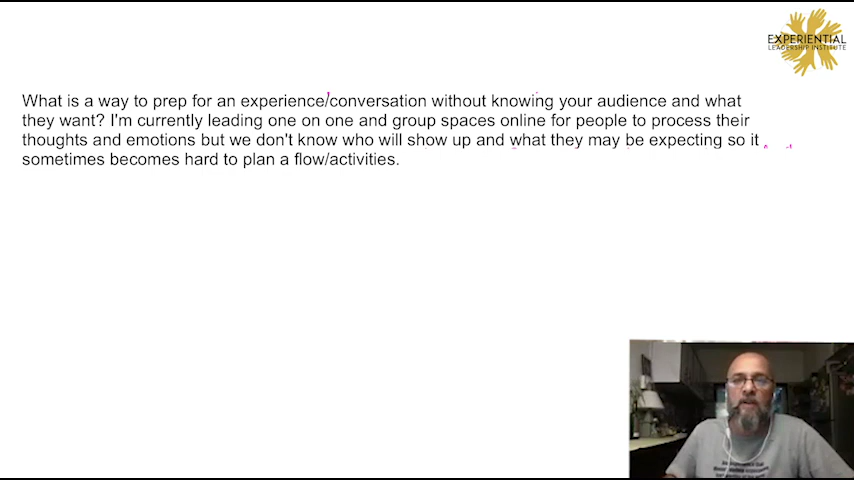 EXPERIENTIAL
LEADERSHIP INSTITUTE
What is a way to prep for an experience/conversation without knowing your audience and what
they want? I'm currently leading one on one and group spaces online for people to process their
thoughts and emotions but we don't know who will show up and what they may be expecting so it
sometimes becomes hard to plan a flow/activities.